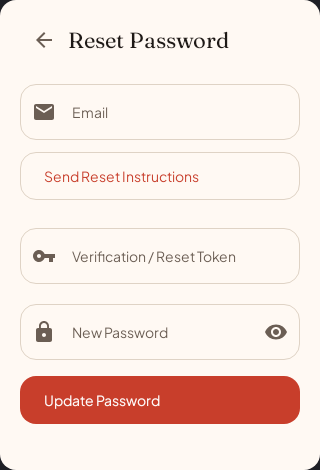 Reset Password
Email
Send Reset Instructions
Verification / Reset Token
New Password
Update Password